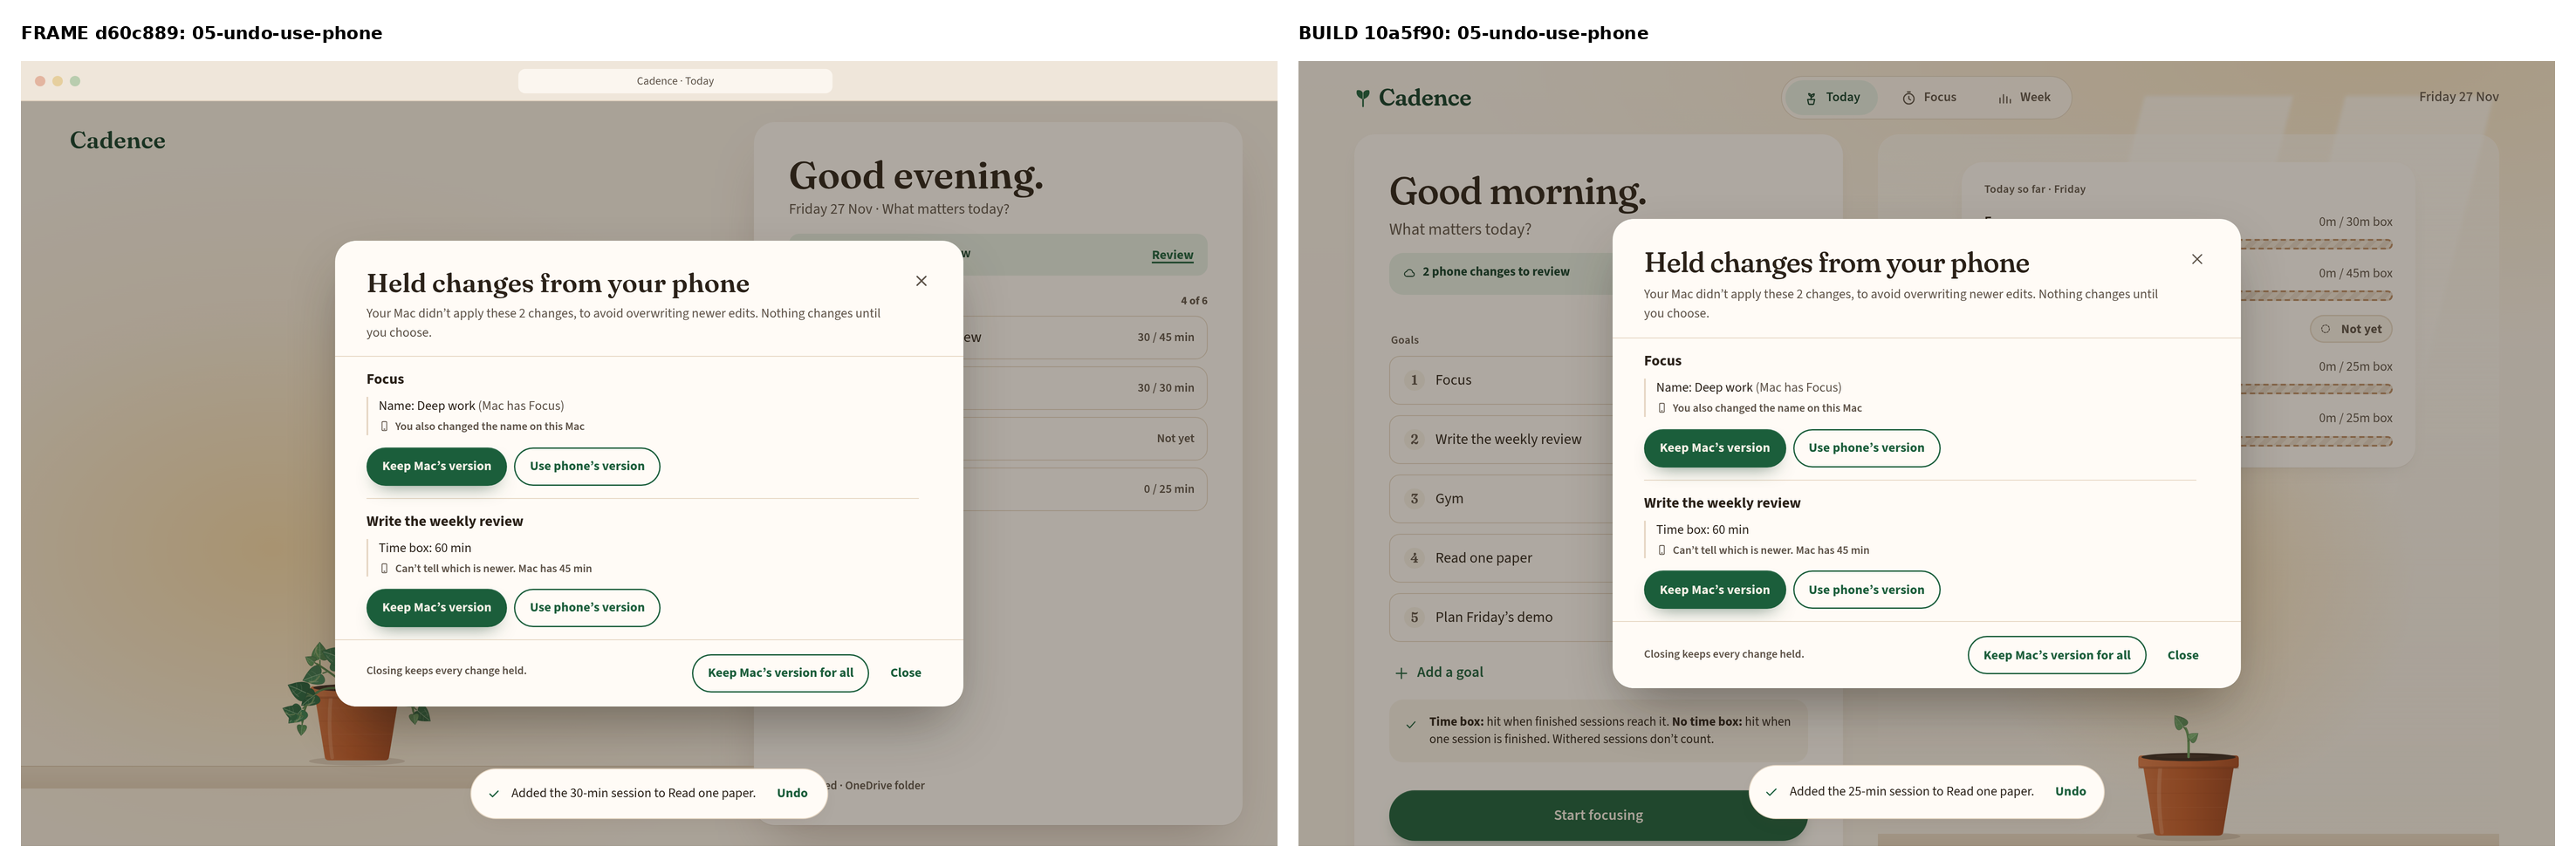 FRAME d60c889: 05-undo-use-phone
Cadence · Today
Cadence
Good evening.
Friday 27 Nov · What matters today?
Review
4 of 6
30 / 45 min
30 / 30 min
Not yet
0 / 25 min
Held changes from your phone
Your Mac didn’t apply these 2 changes, to avoid overwriting newer edits. Nothing changes until
you choose.
Focus
Name: Deep work (Mac has Focus)
You also changed the name on this Mac
Keep Mac’s version
Use phone’s version
Write the weekly review
Time box: 60 min
Can’t tell which is newer. Mac has 45 min
Keep Mac’s version
Use phone’s version
Closing keeps every change held.
Keep Mac’s version for all
Close
· OneDrive folder
Added the 30-min session to Read one paper.
Undo
BUILD 10a5f90: 05-undo-use-phone
Cadence
Today
Focus
Week
Friday 27 Nov
Good morning.
What matters today?
2 phone changes to review
Goals
1 Focus
2 Write the weekly review
3 Gym
4 Read one paper
5 Plan Friday’s demo
Add a goal
Time box: hit when finished sessions reach it. No time box: hit when
one session is finished. Withered sessions don’t count.
Start focusing
Today so far · Friday
0m / 30m box
0m / 45m box
Not yet
0m / 25m box
0m / 25m box
Held changes from your phone
Your Mac didn’t apply these 2 changes, to avoid overwriting newer edits. Nothing changes until
you choose.
Focus
Name: Deep work (Mac has Focus)
You also changed the name on this Mac
Keep Mac’s version
Use phone’s version
Write the weekly review
Time box: 60 min
Can’t tell which is newer. Mac has 45 min
Keep Mac’s version
Use phone’s version
Closing keeps every change held.
Keep Mac’s version for all
Close
Added the 25-min session to Read one paper.
Undo